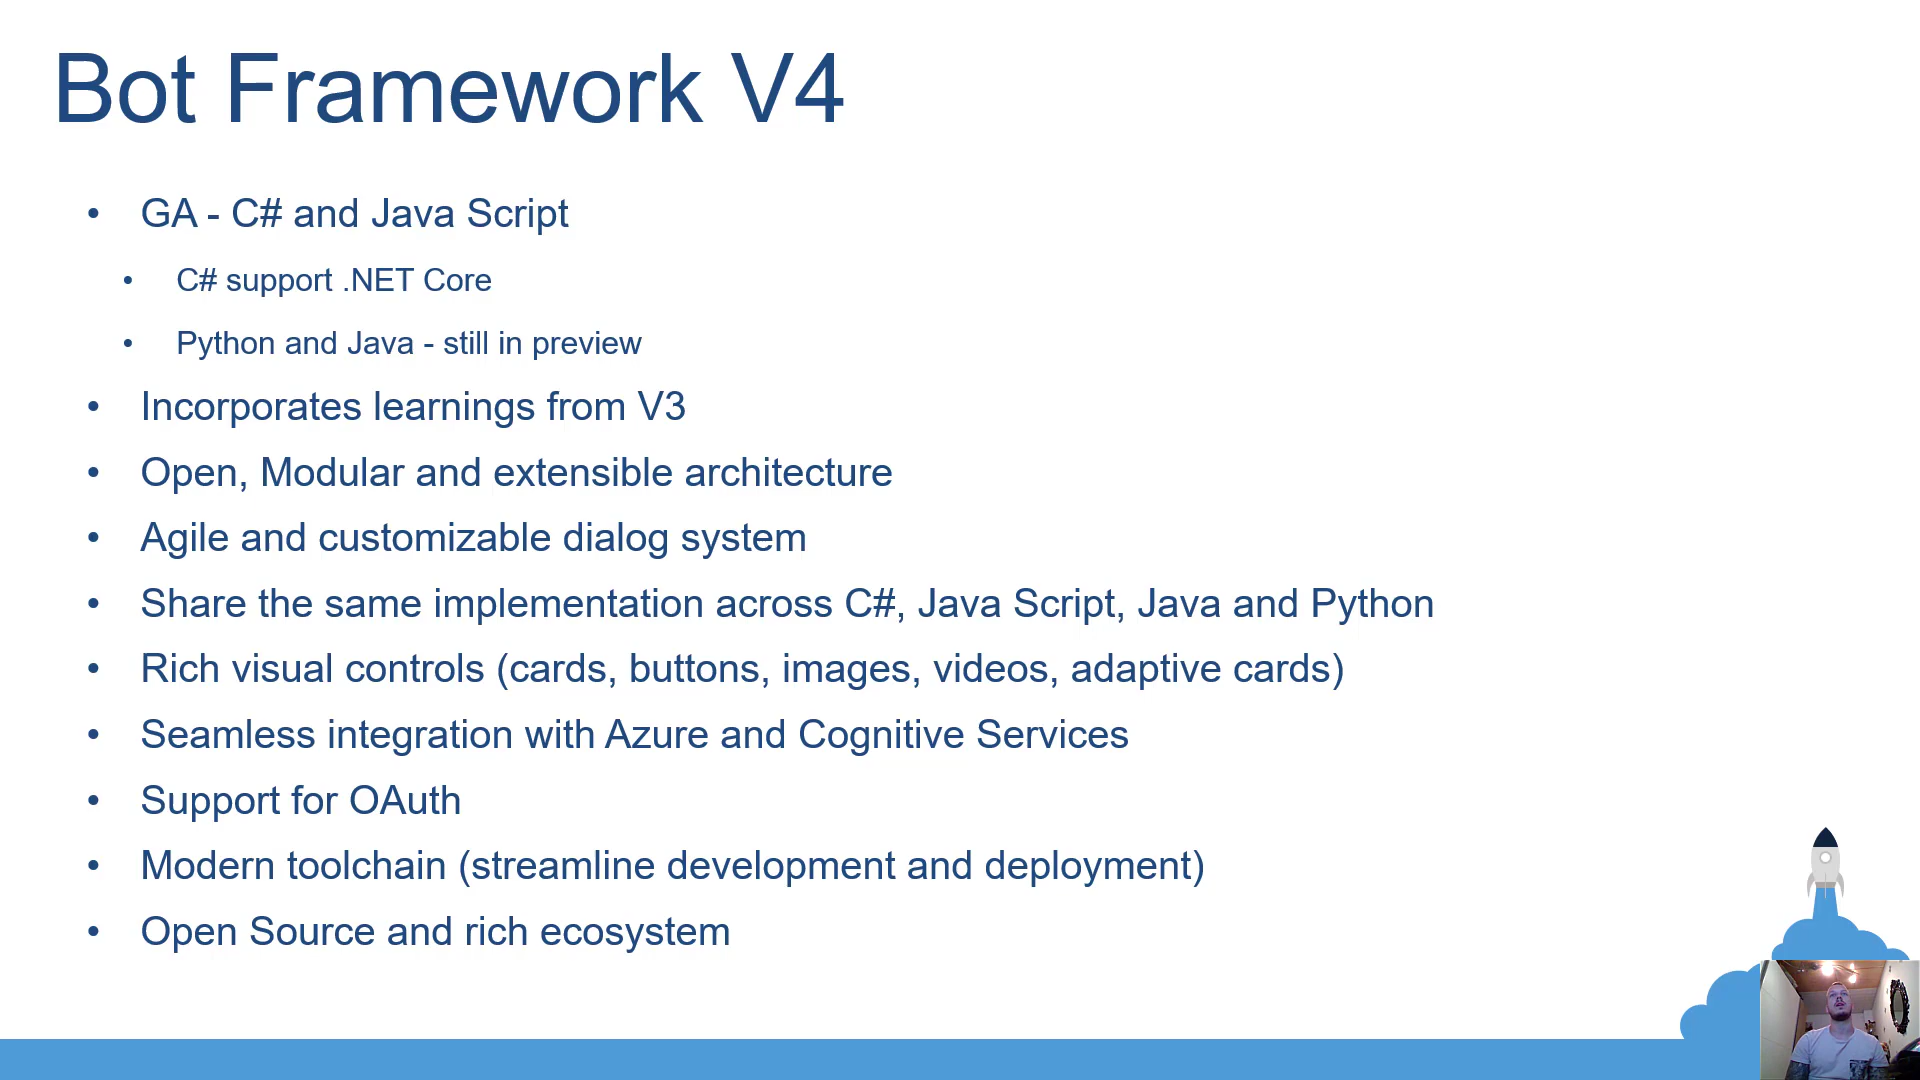 Bot Framework V4
• GA - C# and Java Script
• C# support .NET Core
• Python and Java - still in preview
• Incorporates learnings from V3
• Open, Modular and extensible architecture
• Agile and customizable dialog system
• Share the same implementation across C#, Java Script, Java and Python
• Rich visual controls (cards, buttons, images, videos, adaptive cards)
• Seamless integration with Azure and Cognitive Services
• Support for OAuth
• Modern toolchain (streamline development and deployment)
• Open Source and rich ecosystem